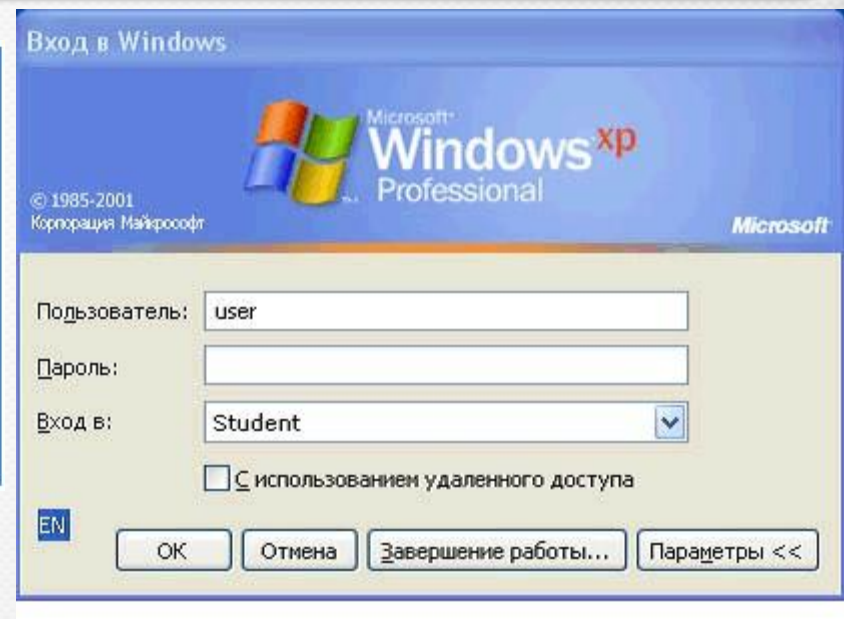 Вход в Windows
Microsoft
Windows xp
Professional
© 1985-2001
Корпорация Майкрософт
Microsoft
Пользователь: user
Пароль:
Вход в: Student
С использованием удаленного доступа
EN
ОК Отмена Завершение работы... Параметры <<